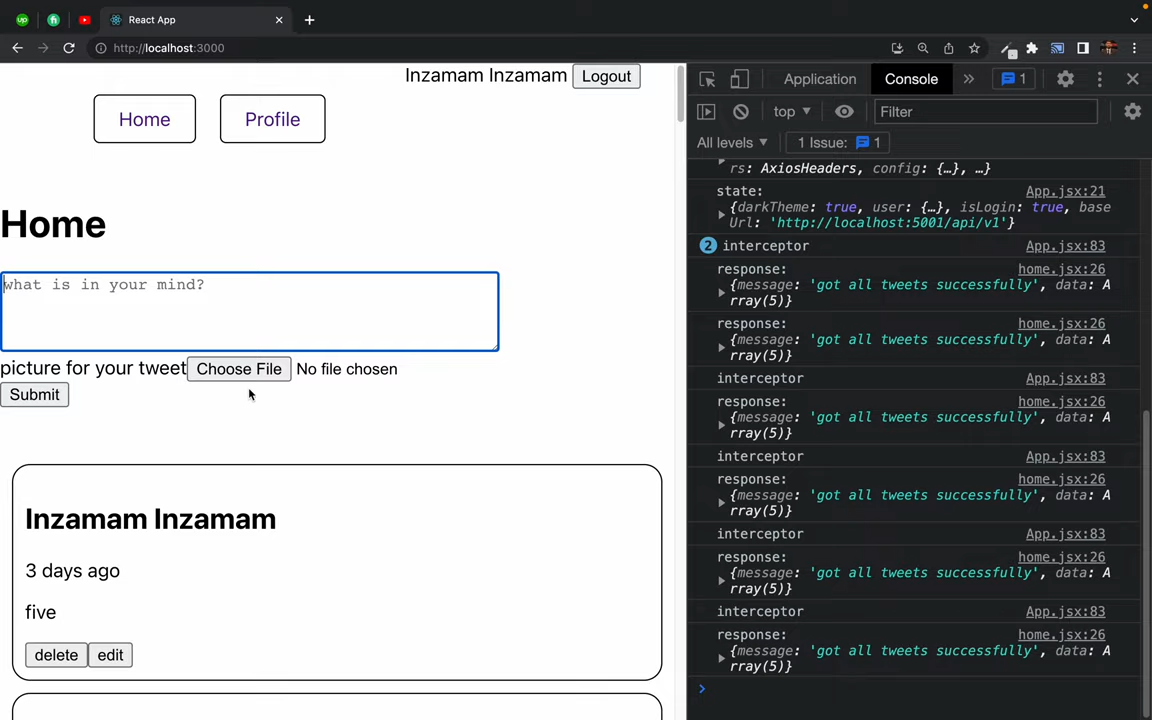 React App
http://localhost:3000
Inzamam Inzamam Logout
Home Profile
Home
what is in your mind?
picture for your tweet Choose File No file chosen
Submit
Inzamam Inzamam
3 days ago
five
delete edit
Application Console 1
top Filter
All levels 1 Issue: 1
rs: AxiosHeaders, config: {…}, …}
state: App.jsx:21
{darkTheme: true, user: {…}, isLogin: true, base
Url: 'http://localhost:5001/api/v1'}
2 interceptor App.jsx:83
response: home.jsx:26
{message: 'got all tweets successfully', data: A
rray(5)}
response: home.jsx:26
{message: 'got all tweets successfully', data: A
rray(5)}
interceptor App.jsx:83
response: home.jsx:26
{message: 'got all tweets successfully', data: A
rray(5)}
interceptor App.jsx:83
response: home.jsx:26
{message: 'got all tweets successfully', data: A
rray(5)}
interceptor App.jsx:83
response: home.jsx:26
{message: 'got all tweets successfully', data: A
rray(5)}
interceptor App.jsx:83
response: home.jsx:26
{message: 'got all tweets successfully', data: A
rray(5)}